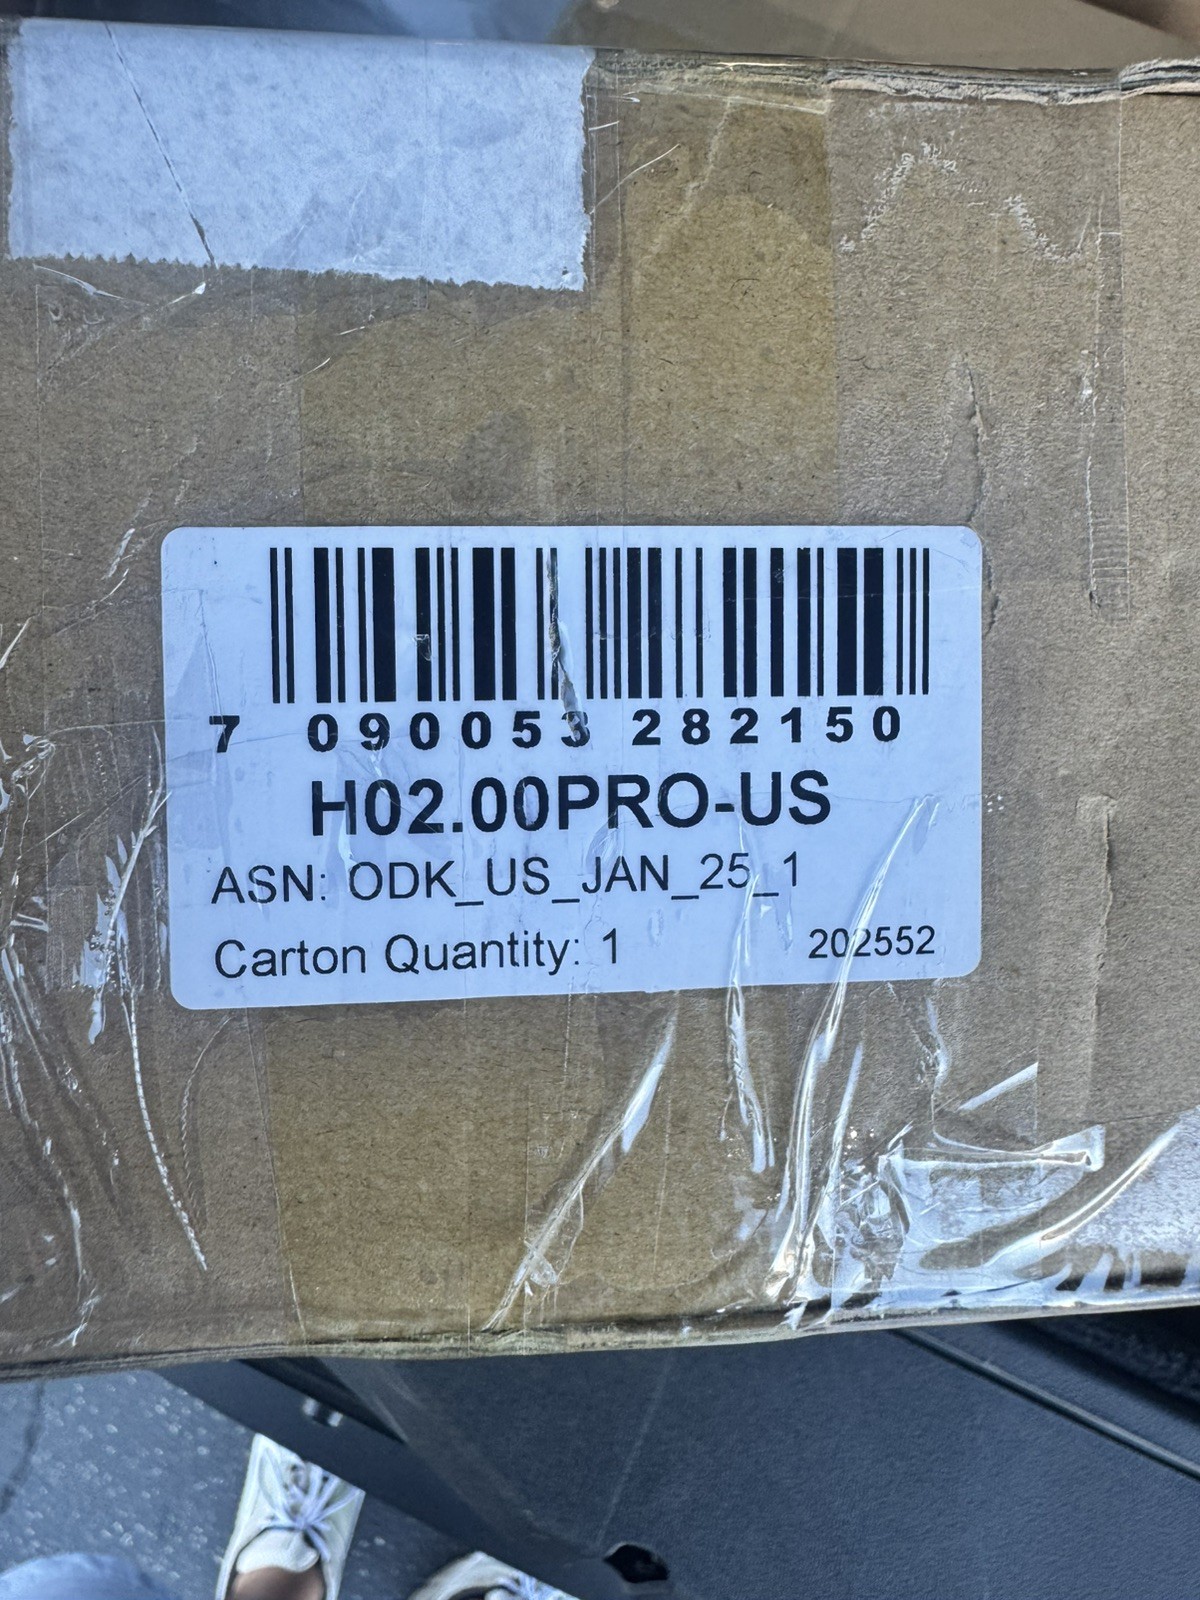 7 090053 282150
H02.00PRO-US
ASN: ODK_US_JAN_25_1
Carton Quantity: 1 202552